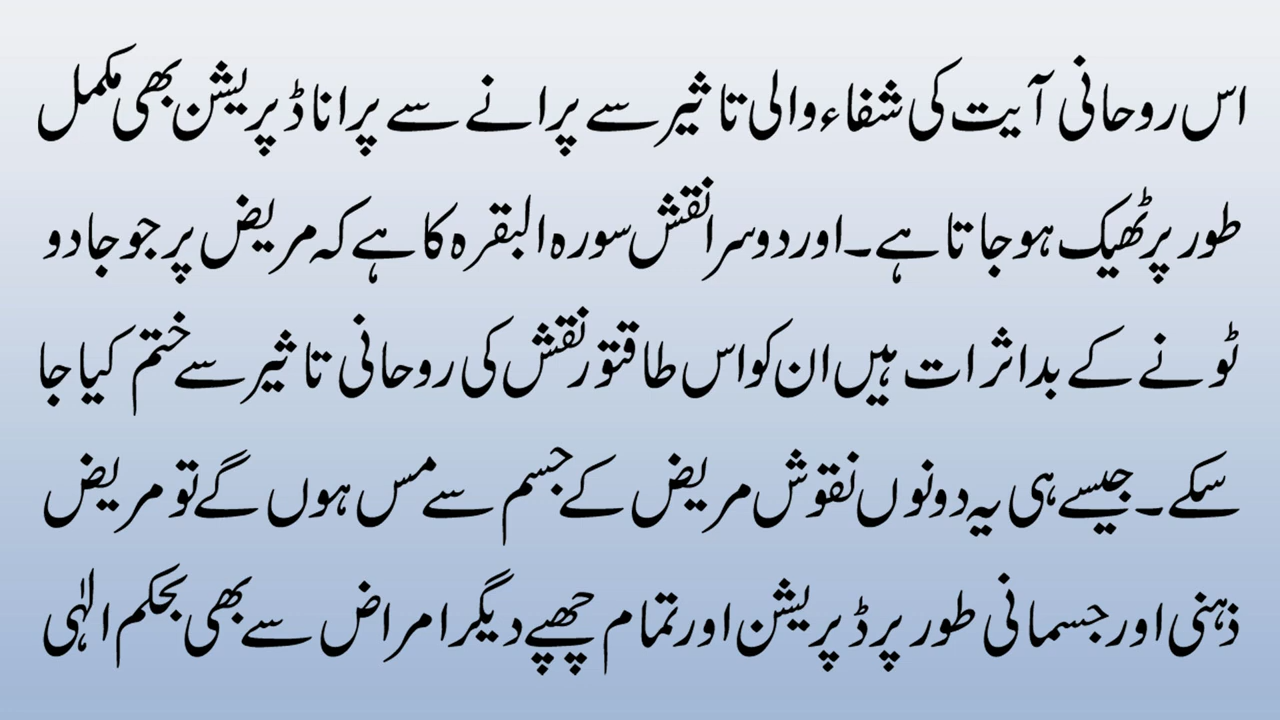 اس روحانی آیت کی شفاء والی تاثیر سے پرانے سے پرانا ڈپریشن بھی مکمل
طور پر ٹھیک ہو جاتا ہے۔ اور دوسرا نقش سورہ البقرہ کا ہے کہ مریض پر جو جادو
ٹونے کے بد اثرات ہیں ان کو اس طاقتور نقش کی روحانی تاثیر سے ختم کیا جا
سکے۔ جیسے ہی یہ دونوں نقوش مریض کے جسم سے مس ہوں گے تو مریض
ذہنی اور جسمانی طور پر ڈپریشن اور تمام چھپے دیگر امراض سے بھی بحکم الٰہی